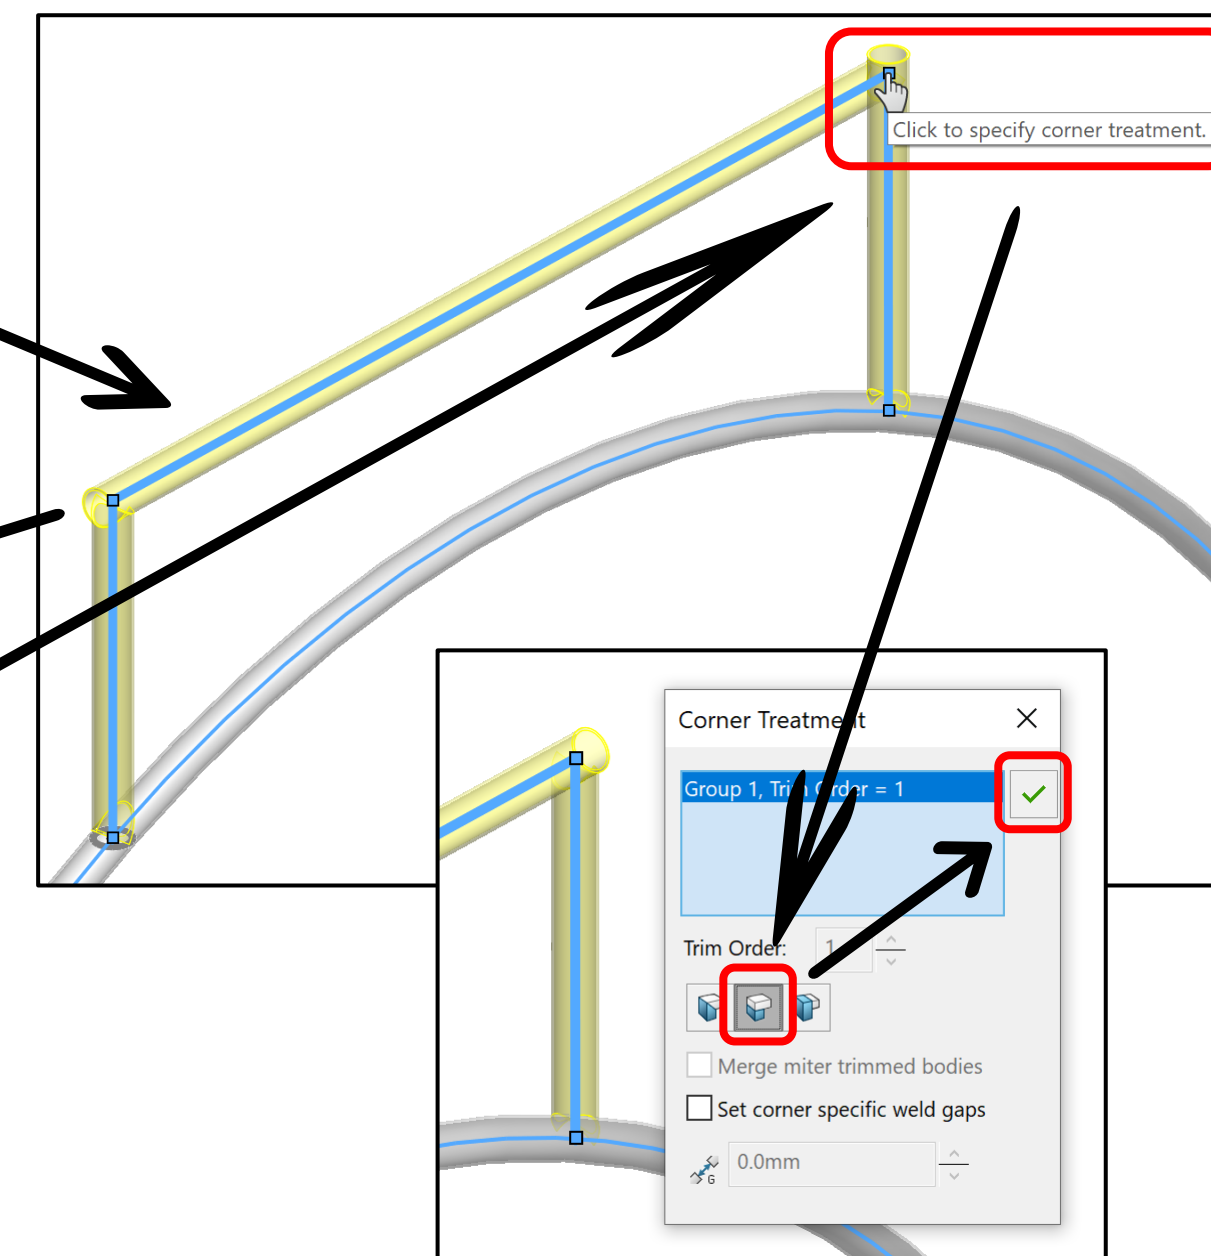 Click to specify corner treatment.
Corner Treatment
Group 1, Trim Order = 1
Trim Order:
1
Merge miter trimmed bodies
Set corner specific weld gaps
G
0.0mm